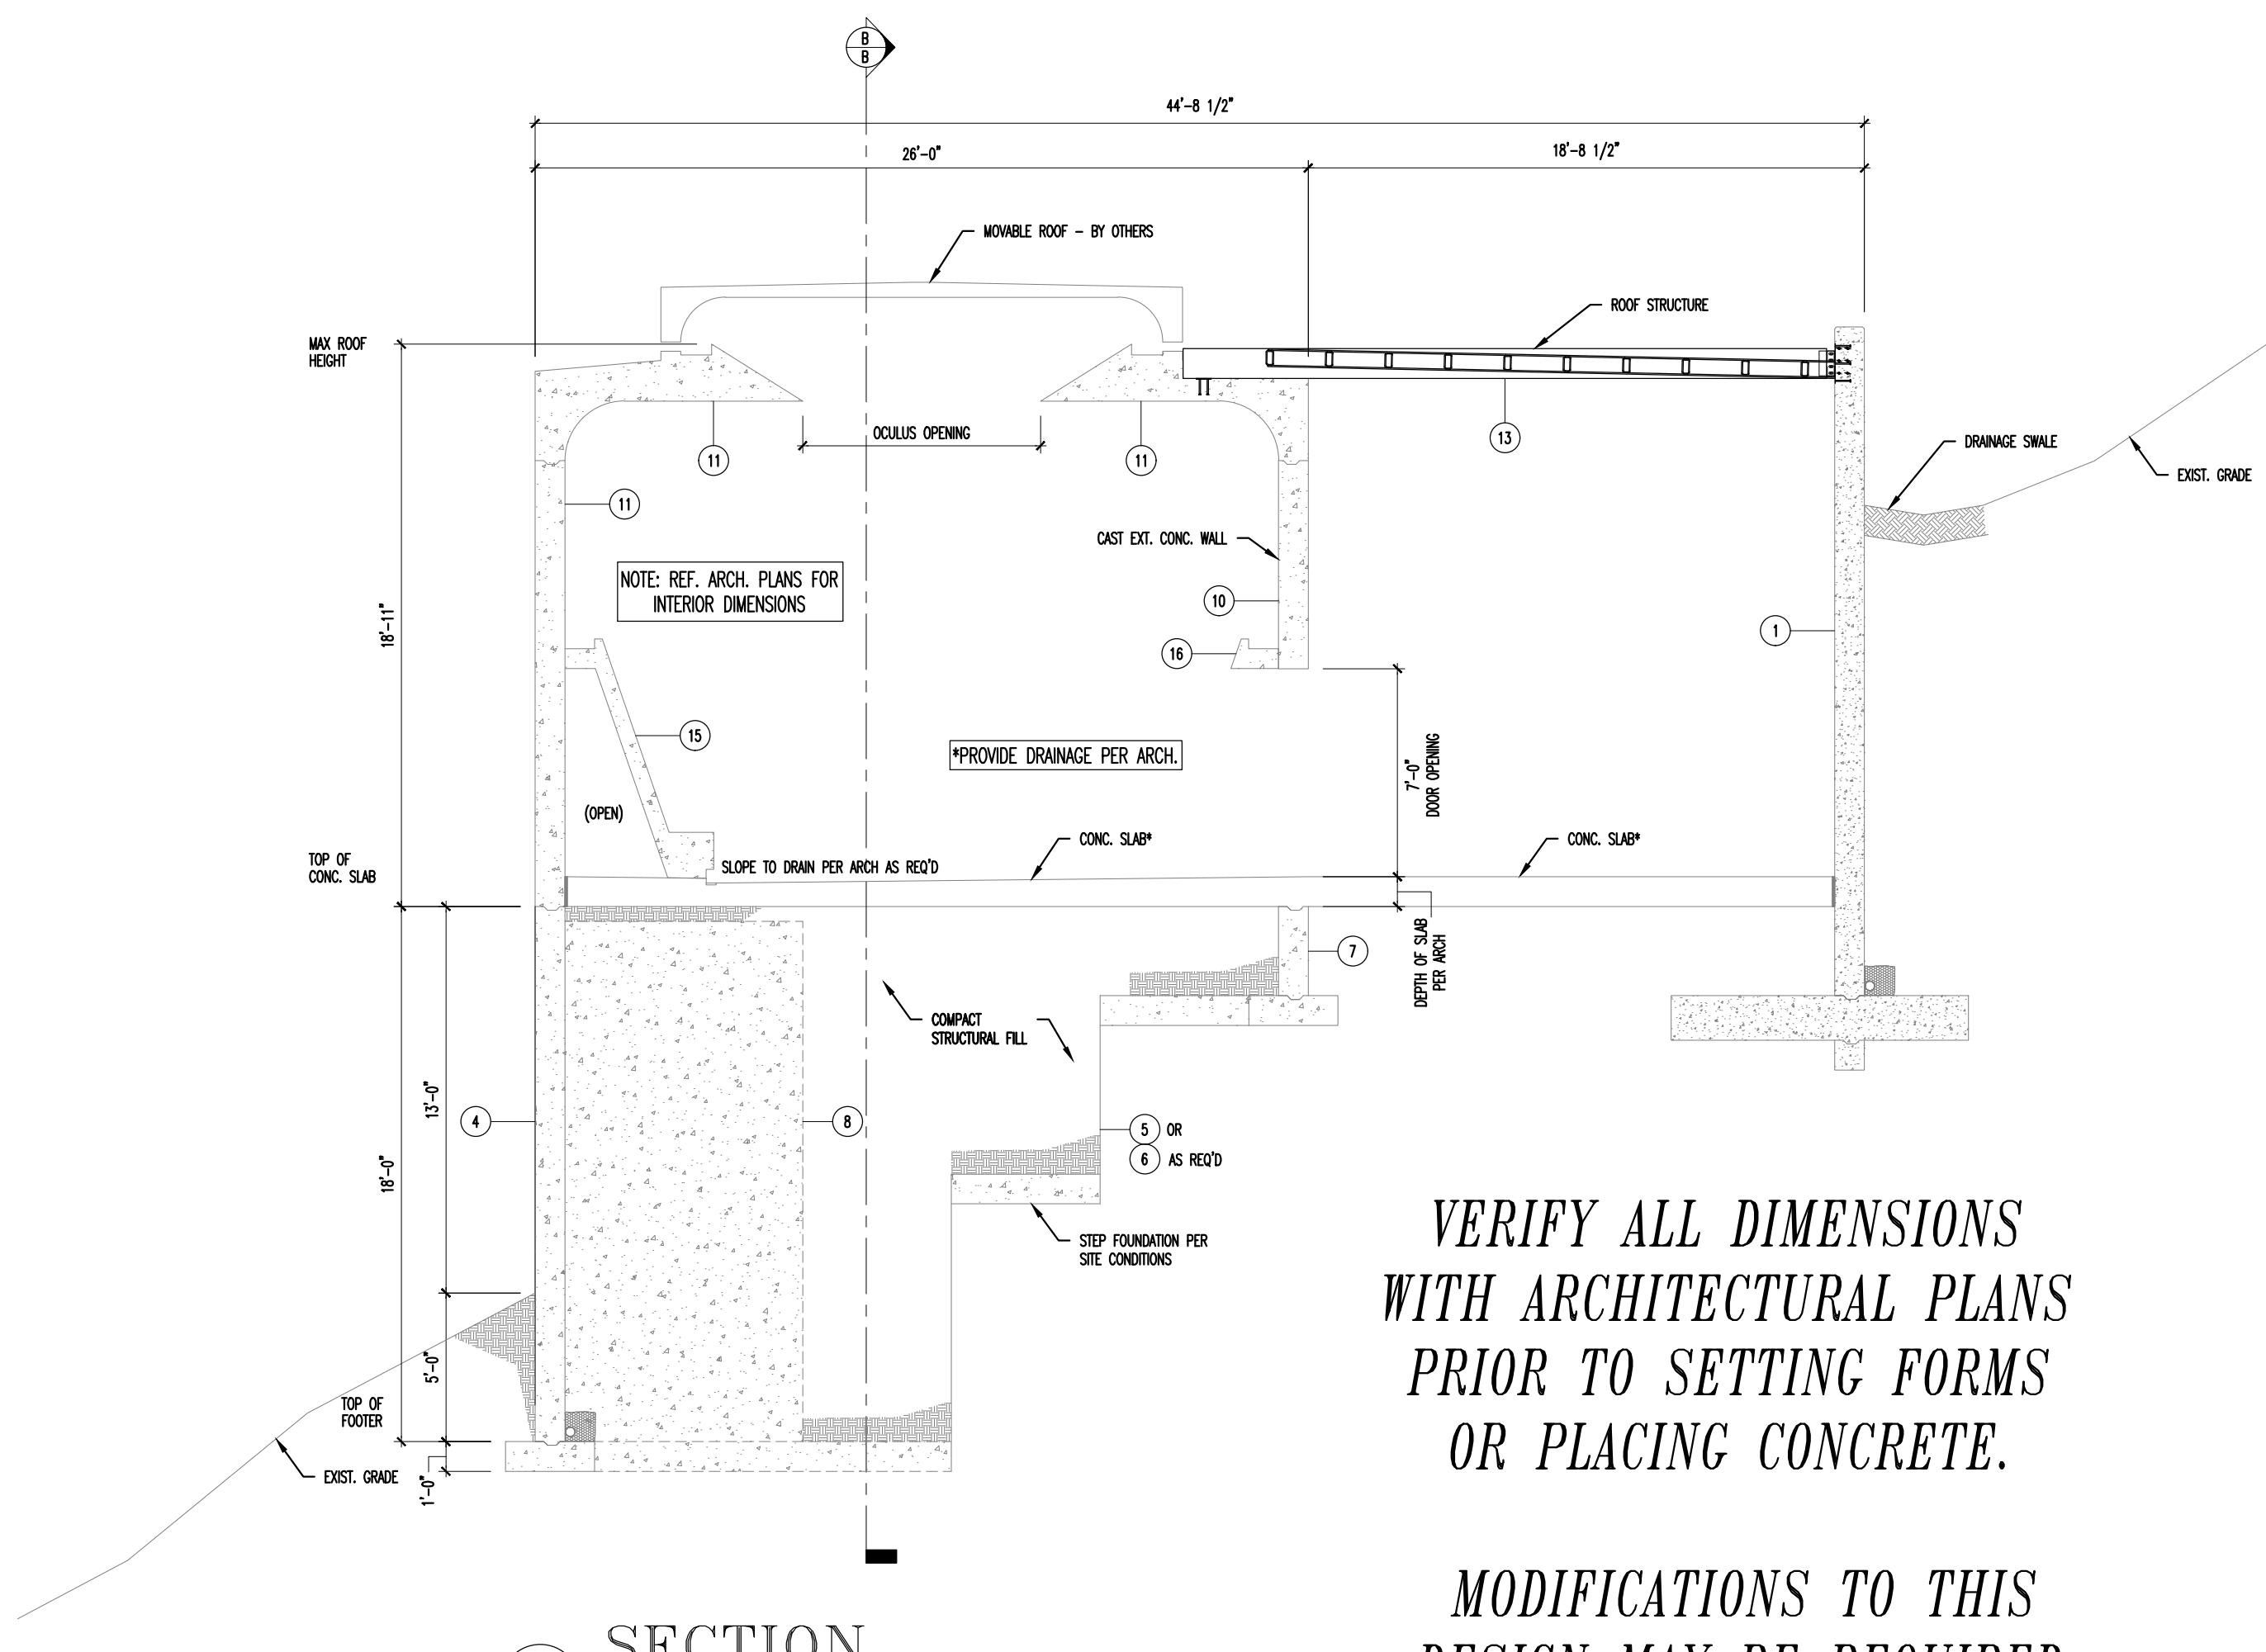 B
B
44'-8 1/2"
26'-0"
18'-8 1/2"
MOVABLE ROOF - BY OTHERS
ROOF STRUCTURE
MAX ROOF
HEIGHT
OCULUS OPENING
11
11
13
DRAINAGE SWALE
EXIST. GRADE
11
CAST EXT. CONC. WALL
NOTE: REF. ARCH. PLANS FOR
INTERIOR DIMENSIONS
10
18'-11"
16
1
15
*PROVIDE DRAINAGE PER ARCH.
7'-0"
DOOR OPENING
(OPEN)
CONC. SLAB*
CONC. SLAB*
TOP OF
CONC. SLAB
SLOPE TO DRAIN PER ARCH AS REQ'D
7
DEPTH OF SLAB
PER ARCH
COMPACT
STRUCTURAL FILL
13'-0"
4
8
5 OR
6 AS REQ'D
18'-0"
STEP FOUNDATION PER
SITE CONDITIONS
5'-0"
TOP OF
FOOTER
EXIST. GRADE
1'-0"
VERIFY ALL DIMENSIONS
WITH ARCHITECTURAL PLANS
PRIOR TO SETTING FORMS
OR PLACING CONCRETE.
MODIFICATIONS TO THIS
DESIGN MAY BE REQUIRED
SECTION